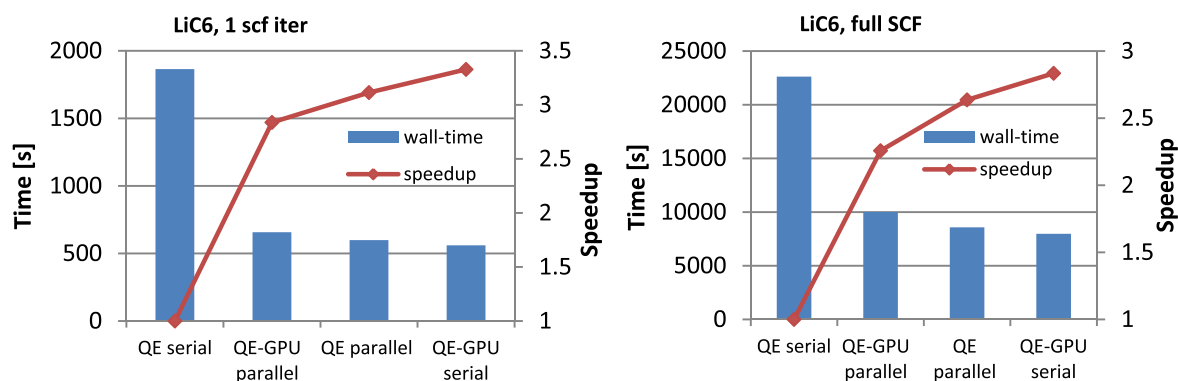 LiC6, 1 scf iter
2000
1500
1000
500
0
Time [s]
3.5
3
2.5
2
1.5
1
Speedup
wall-time
speedup
QE serial
QE-GPU
parallel
QE parallel
QE-GPU
serial
LiC6, full SCF
25000
20000
15000
10000
5000
0
Time [s]
3
2.5
2
1.5
1
Speedup
wall-time
speedup
QE serial
QE-GPU
parallel
QE
parallel
QE-GPU
serial